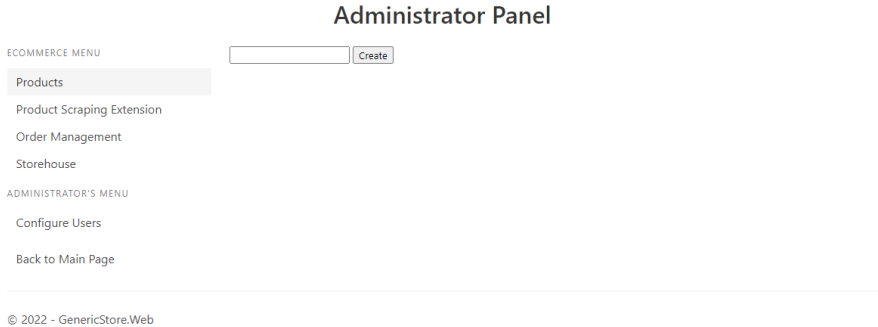 Administrator Panel
ECOMMERCE MENU
Create
Products
Product Scraping Extension
Order Management
Storehouse
ADMINISTRATOR'S MENU
Configure Users
Back to Main Page
© 2022 - GenericStore.Web